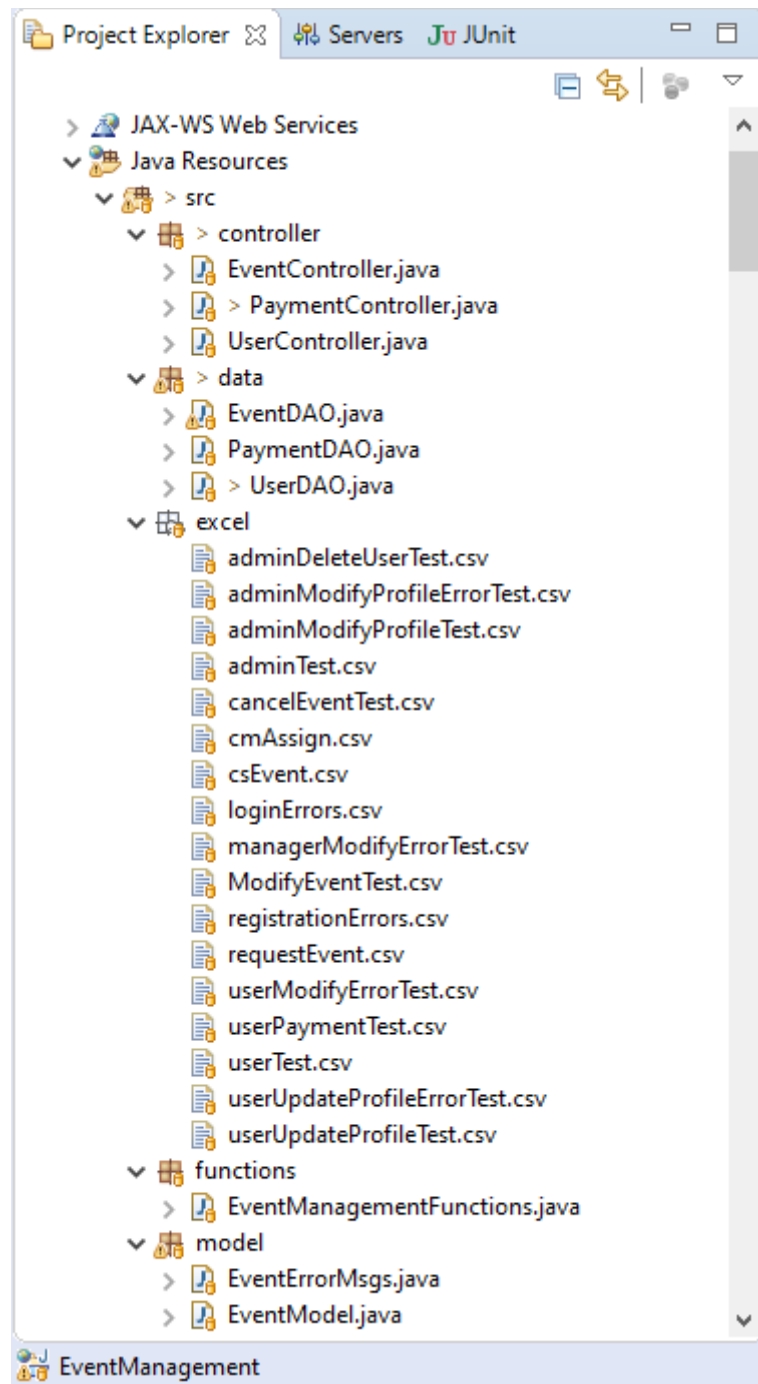 Project Explorer Servers JU JUnit
JAX-WS Web Services
Java Resources
> src
> controller
EventController.java
> PaymentController.java
UserController.java
> data
EventDAO.java
PaymentDAO.java
> UserDAO.java
excel
adminDeleteUserTest.csv
adminModifyProfileErrorTest.csv
adminModifyProfileTest.csv
adminTest.csv
cancelEventTest.csv
cmAssign.csv
csEvent.csv
loginErrors.csv
managerModifyErrorTest.csv
ModifyEventTest.csv
registrationErrors.csv
requestEvent.csv
userModifyErrorTest.csv
userPaymentTest.csv
userTest.csv
userUpdateProfileErrorTest.csv
userUpdateProfileTest.csv
functions
EventManagementFunctions.java
model
EventErrorMsgs.java
EventModel.java
EventManagement